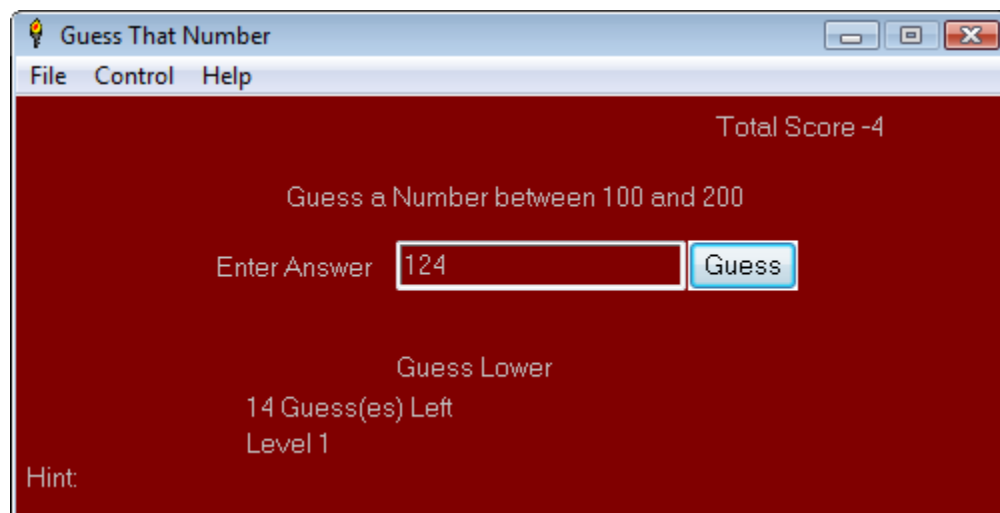 Guess That Number
File Control Help
Total Score -4
Guess a Number between 100 and 200
Enter Answer 124 Guess
Guess Lower
14 Guess(es) Left
Level 1
Hint: